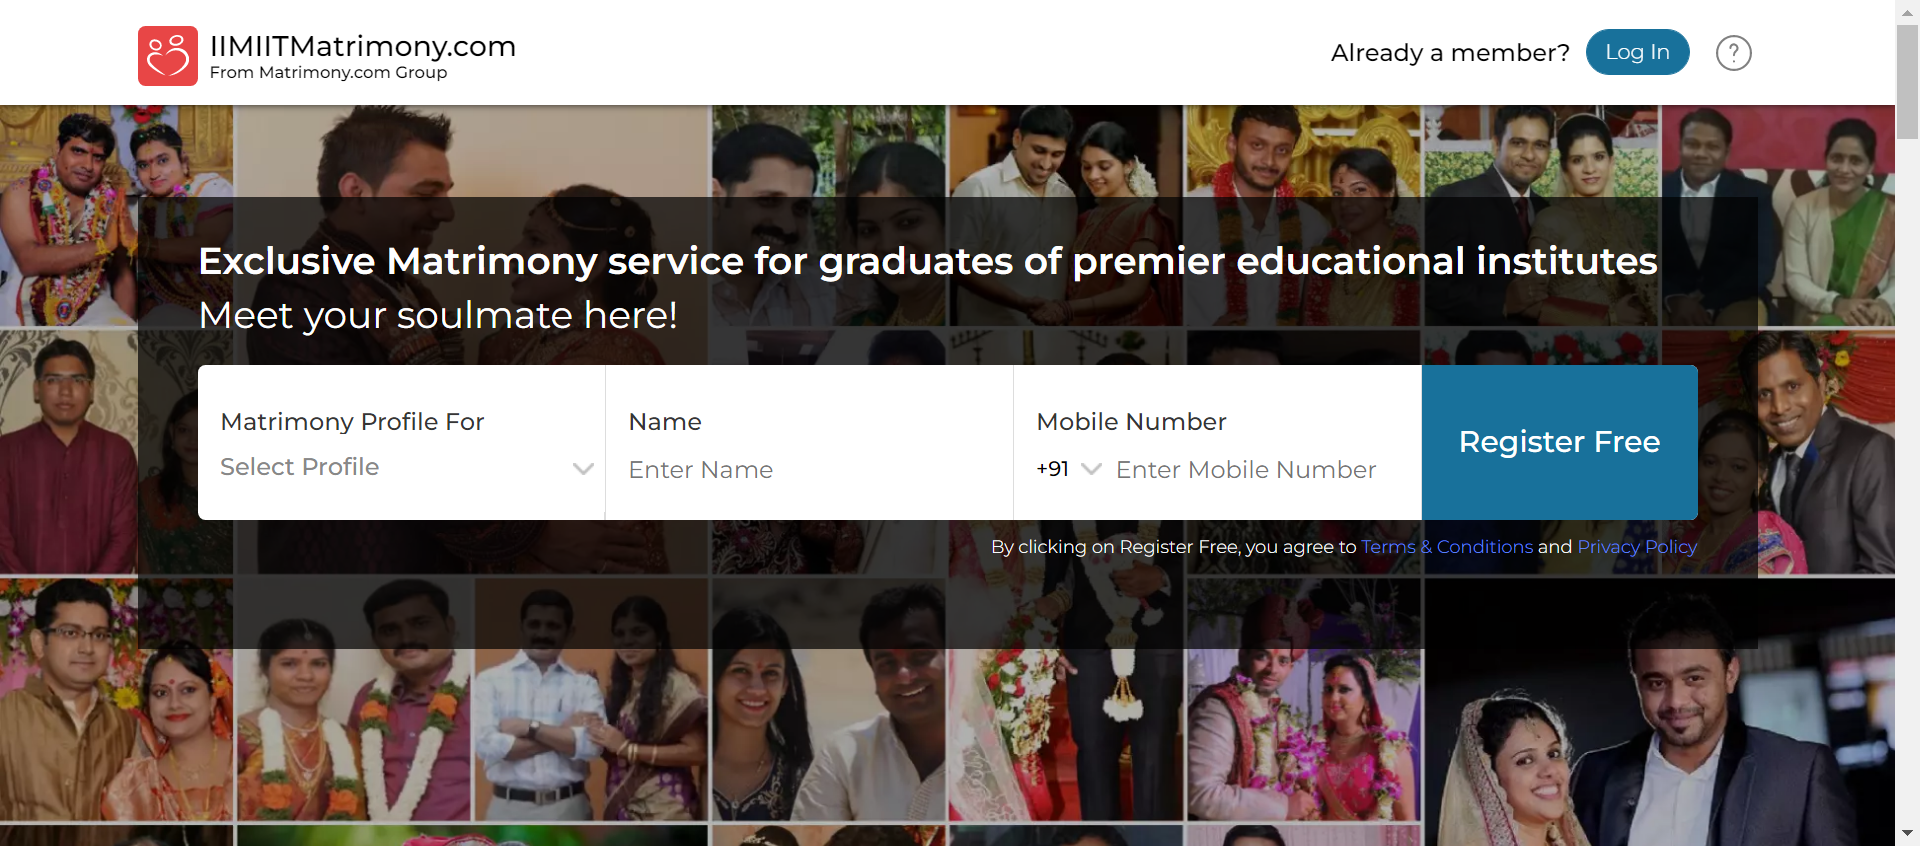 IIMIITMatrimony.com
From Matrimony.com Group
Already a member?
Log In
?
Exclusive Matrimony service for graduates of premier educational institutes
Meet your soulmate here!
Matrimony Profile For
Select Profile
Name
Enter Name
Mobile Number
+91
Enter Mobile Number
Register Free
By clicking on Register Free, you agree to Terms & Conditions and Privacy Policy